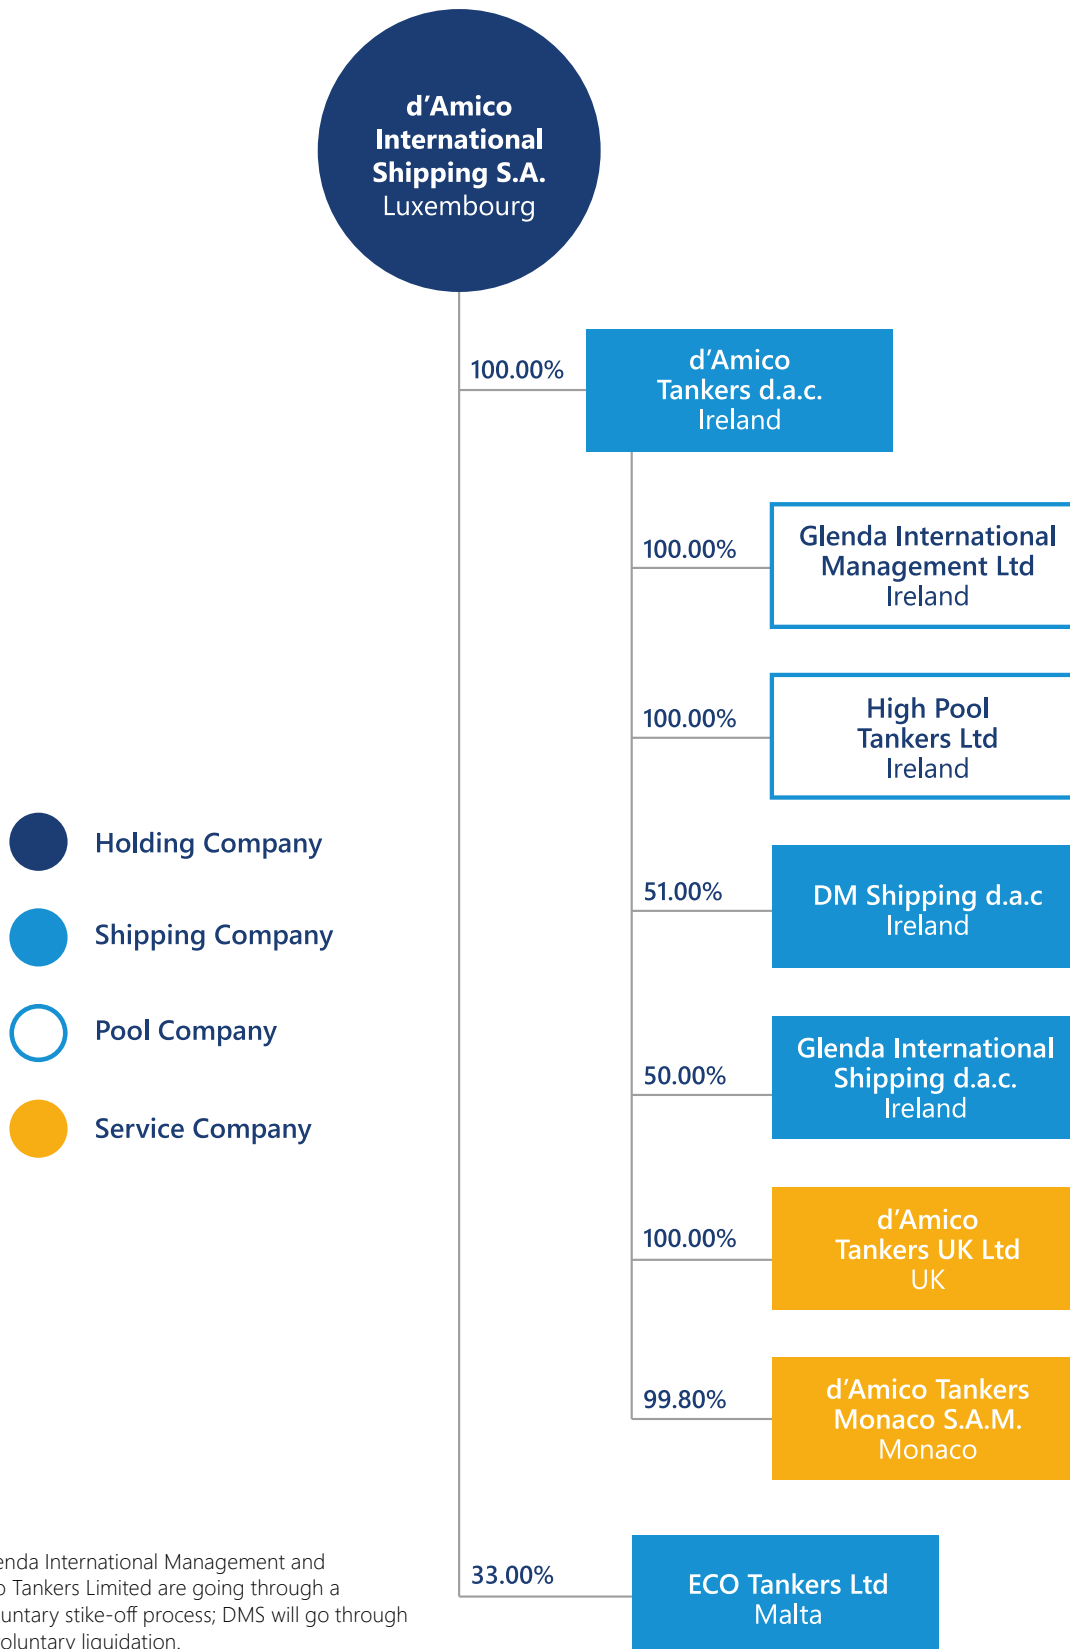 d'Amico
International
Shipping S.A.
Luxembourg
100.00%
d'Amico
Tankers d.a.c.
Ireland
100.00%
Glenda International
Management Ltd
Ireland
100.00%
High Pool
Tankers Ltd
Ireland
Holding Company
Shipping Company
Pool Company
Service Company
51.00%
DM Shipping d.a.c
Ireland
50.00%
Glenda International
Shipping d.a.c.
Ireland
100.00%
d'Amico
Tankers UK Ltd
UK
99.80%
d'Amico Tankers
Monaco S.A.M.
Monaco
33.00%
ECO Tankers Ltd
Malta
International Management and
Tankers Limited are going through a
stike-off process; DMS will go through
voluntary liquidation.